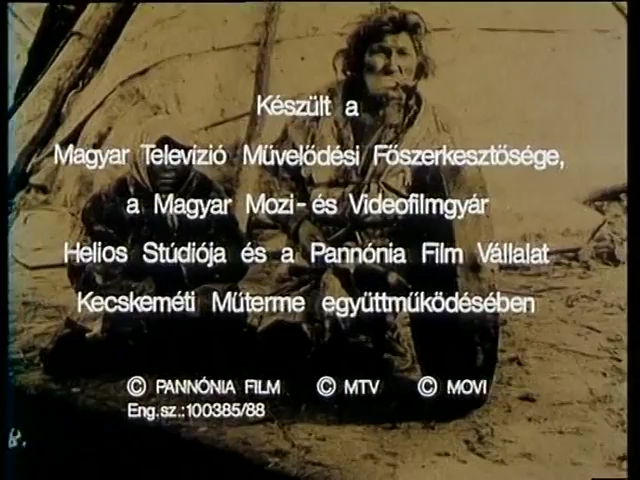 Készült a
Magyar Televízió Művelődési Főszerkesztősége,
a Magyar Mozi- és Videofilmgyár
Helios Stúdiója és a Pannónia Film Vállalat
Kecskeméti Műterme együttműködésében
© PANNÓNIA FILM © MTV © MOVI
Eng.sz.:100385/88